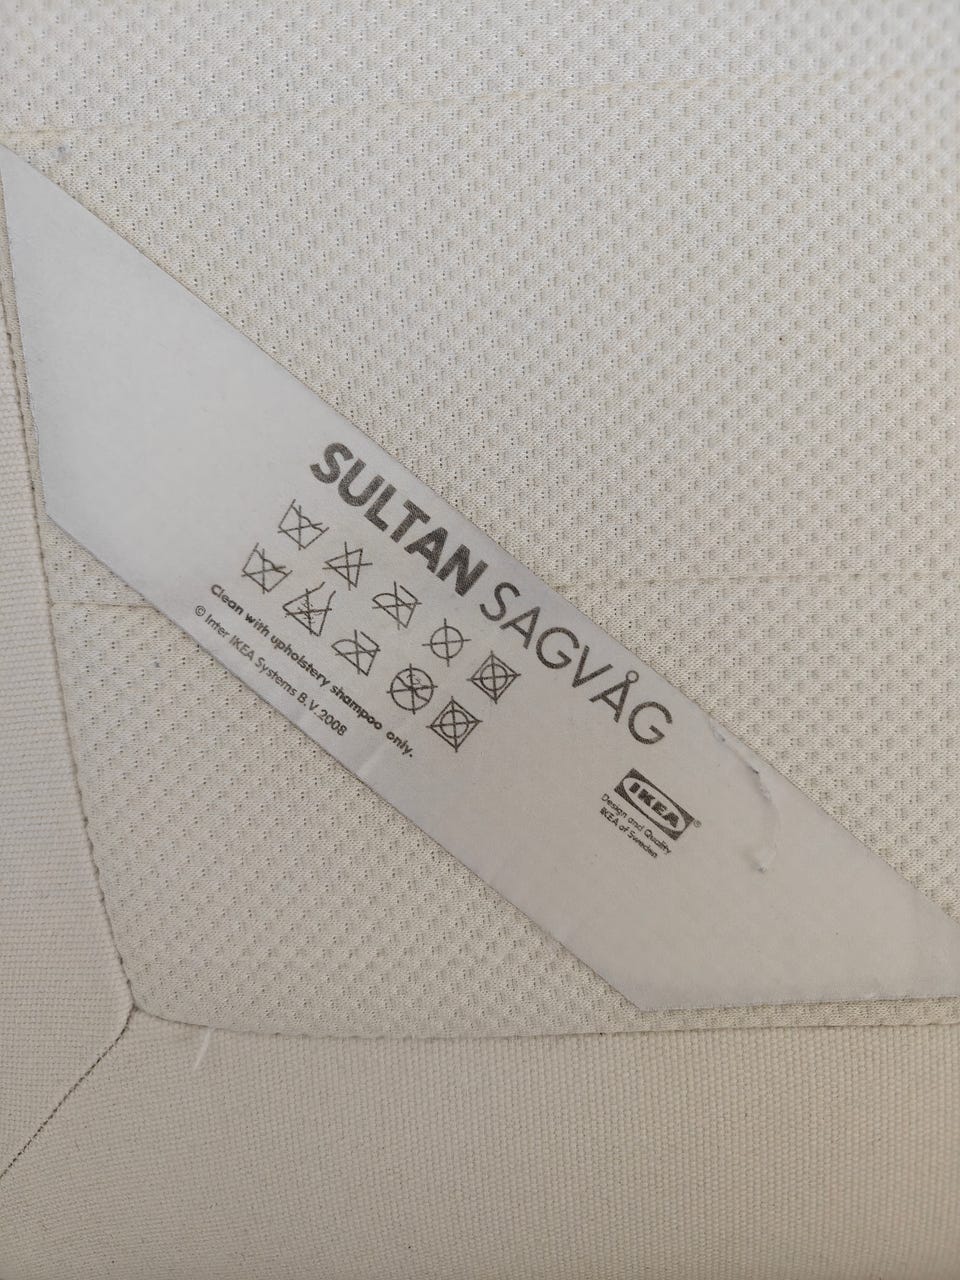 SULTAN SAGVÅG
Clean with upholstery shampoo only.
© Inter IKEA Systems B.V.2008
IKEA®
Design and Quality
IKEA of Sweden